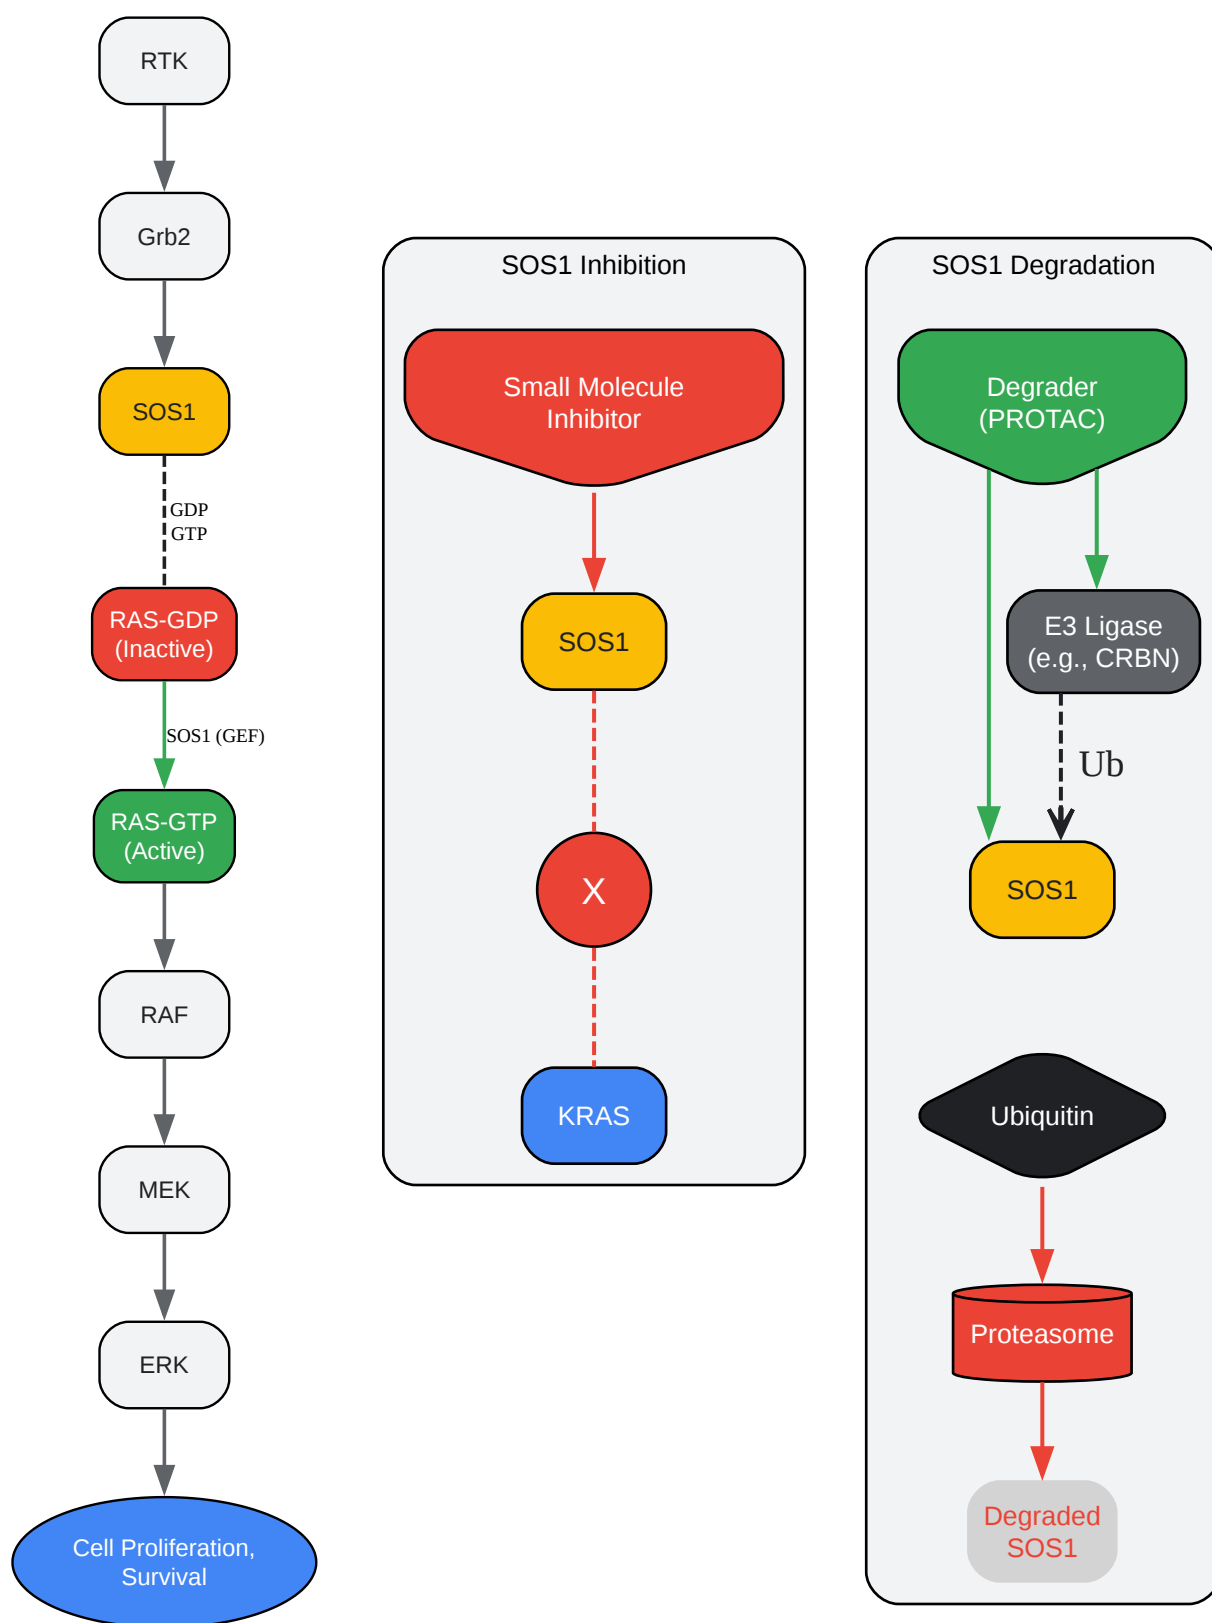 RTK
Grb2
SOS1
GDP
GTP
RAS-GDP
(Inactive)
SOS1 (GEF)
RAS-GTP
(Active)
RAF
MEK
ERK
Cell Proliferation,
Survival
SOS1 Inhibition
Small Molecule
Inhibitor
SOS1
X
KRAS
SOS1 Degradation
Degrader
(PROTAC)
E3 Ligase
(e.g., CRBN)
Ub
SOS1
Ubiquitin
Proteasome
Degraded
SOS1